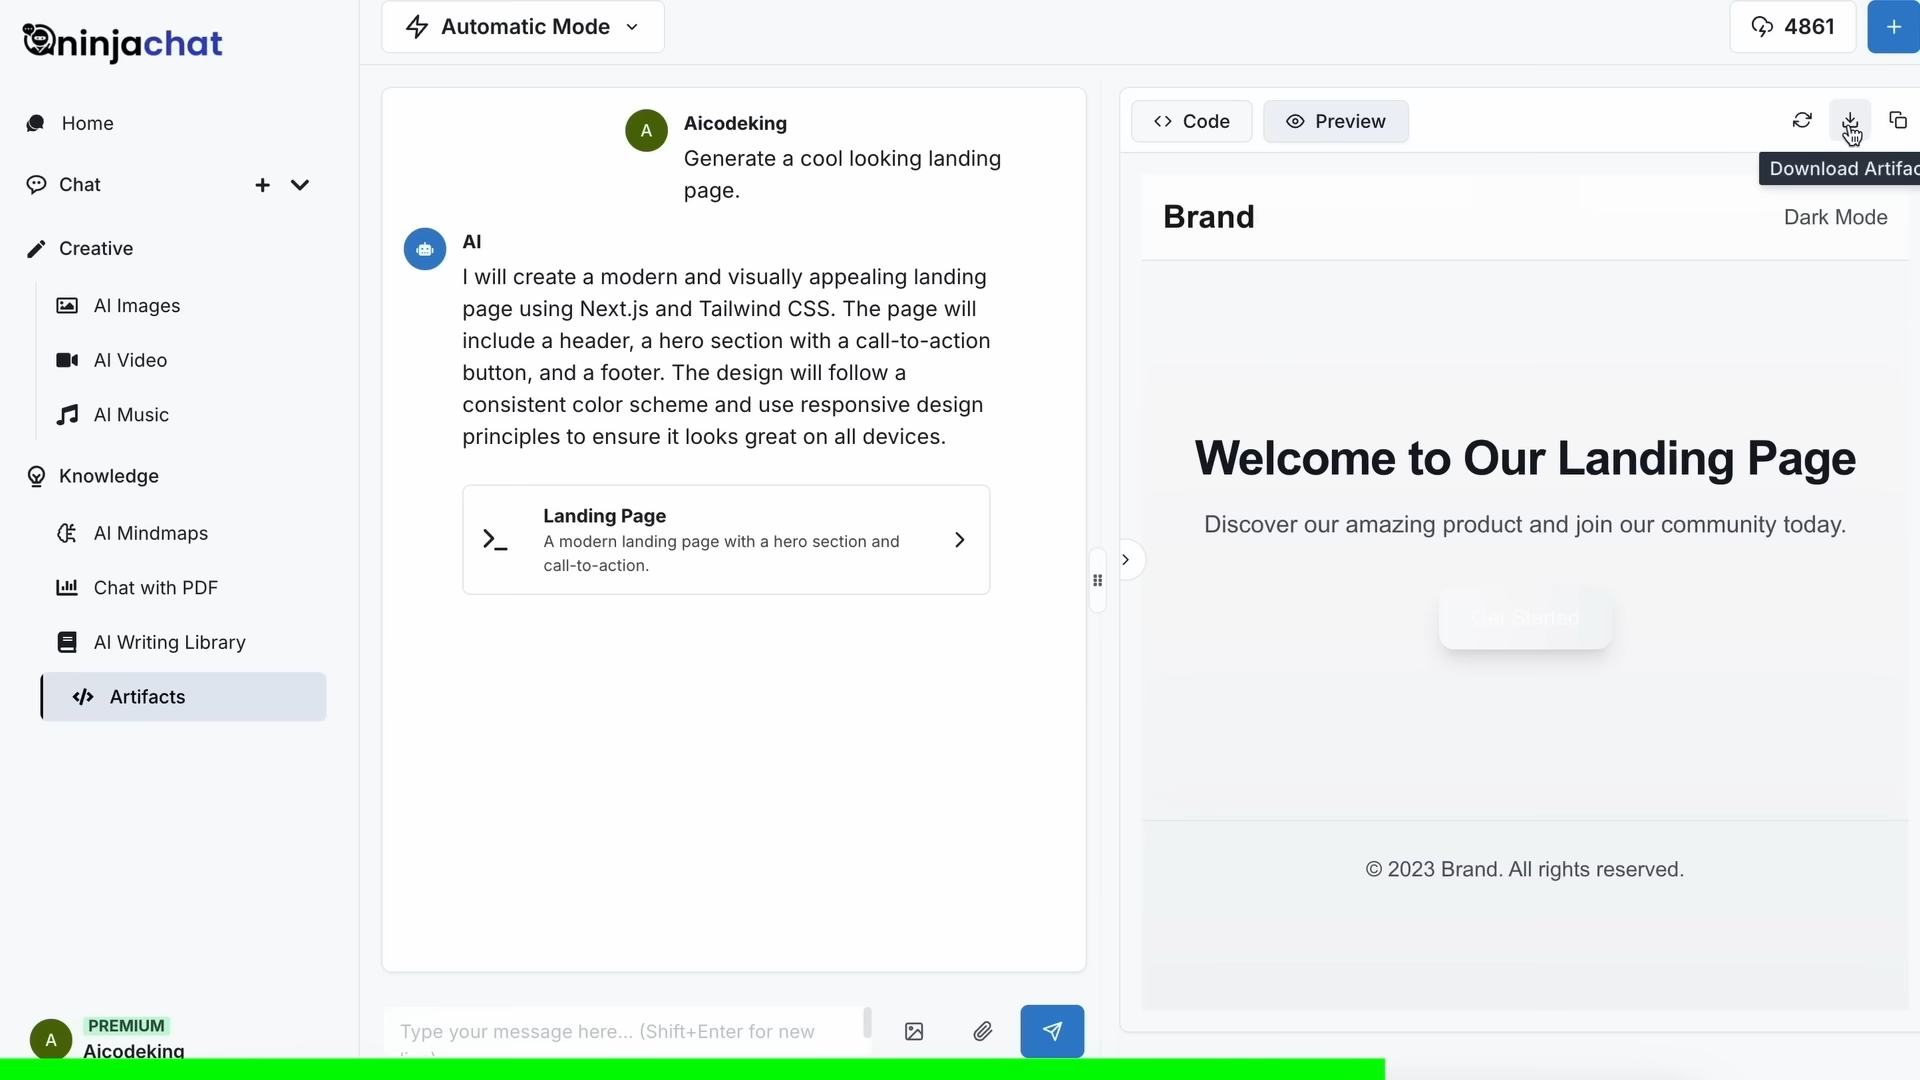 ninjachat
Automatic Mode
4861
+
Home
Chat
Creative
AI Images
AI Video
AI Music
Knowledge
AI Mindmaps
Chat with PDF
AI Writing Library
Artifacts
PREMIUM
A
Aicodeking
A
Aicodeking
Generate a cool looking landing
page.
AI
I will create a modern and visually appealing landing
page using Next.js and Tailwind CSS. The page will
include a header, a hero section with a call-to-action
button, and a footer. The design will follow a
consistent color scheme and use responsive design
principles to ensure it looks great on all devices.
Landing Page
A modern landing page with a hero section and
call-to-action.
Type your message here... (Shift+Enter for new
Code
Preview
Download Artifac
Brand
Dark Mode
Welcome to Our Landing Page
Discover our amazing product and join our community today.
Get Started
© 2023 Brand. All rights reserved.